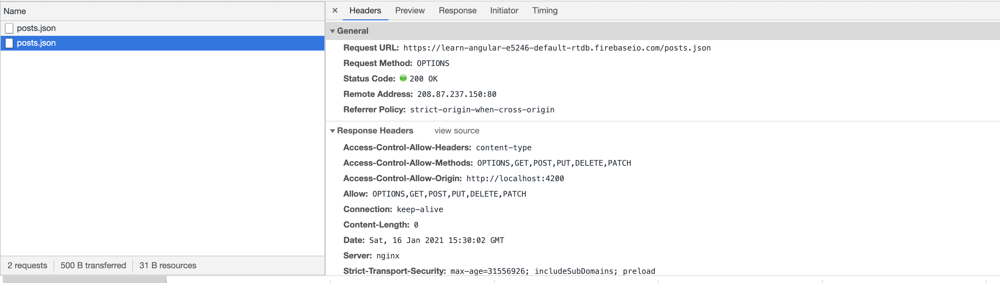 Name
posts.json
posts.json
2 requests 500 B transferred 31 B resources
× Headers Preview Response Initiator Timing
General
Request URL: https://learn-angular-e5246-default-rtdb.firebaseio.com/posts.json
Request Method: OPTIONS
Status Code: 200 OK
Remote Address: 208.87.237.150:80
Referrer Policy: strict-origin-when-cross-origin
Response Headers view source
Access-Control-Allow-Headers: content-type
Access-Control-Allow-Methods: OPTIONS,GET,POST,PUT,DELETE,PATCH
Access-Control-Allow-Origin: http://localhost:4200
Allow: OPTIONS,GET,POST,PUT,DELETE,PATCH
Connection: keep-alive
Content-Length: 0
Date: Sat, 16 Jan 2021 15:30:02 GMT
Server: nginx
Strict-Transport-Security: max-age=31556926; includeSubDomains; preload